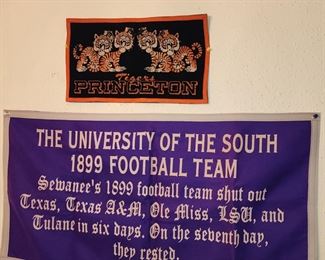 Tigers
PRINCETON
THE UNIVERSITY OF THE SOUTH
1899 FOOTBALL TEAM
Sewanee's 1899 football team shut out
Texas, Texas A&M, Ole Miss, LSU, and
Tulane in six days. On the seventh day,
they rested.